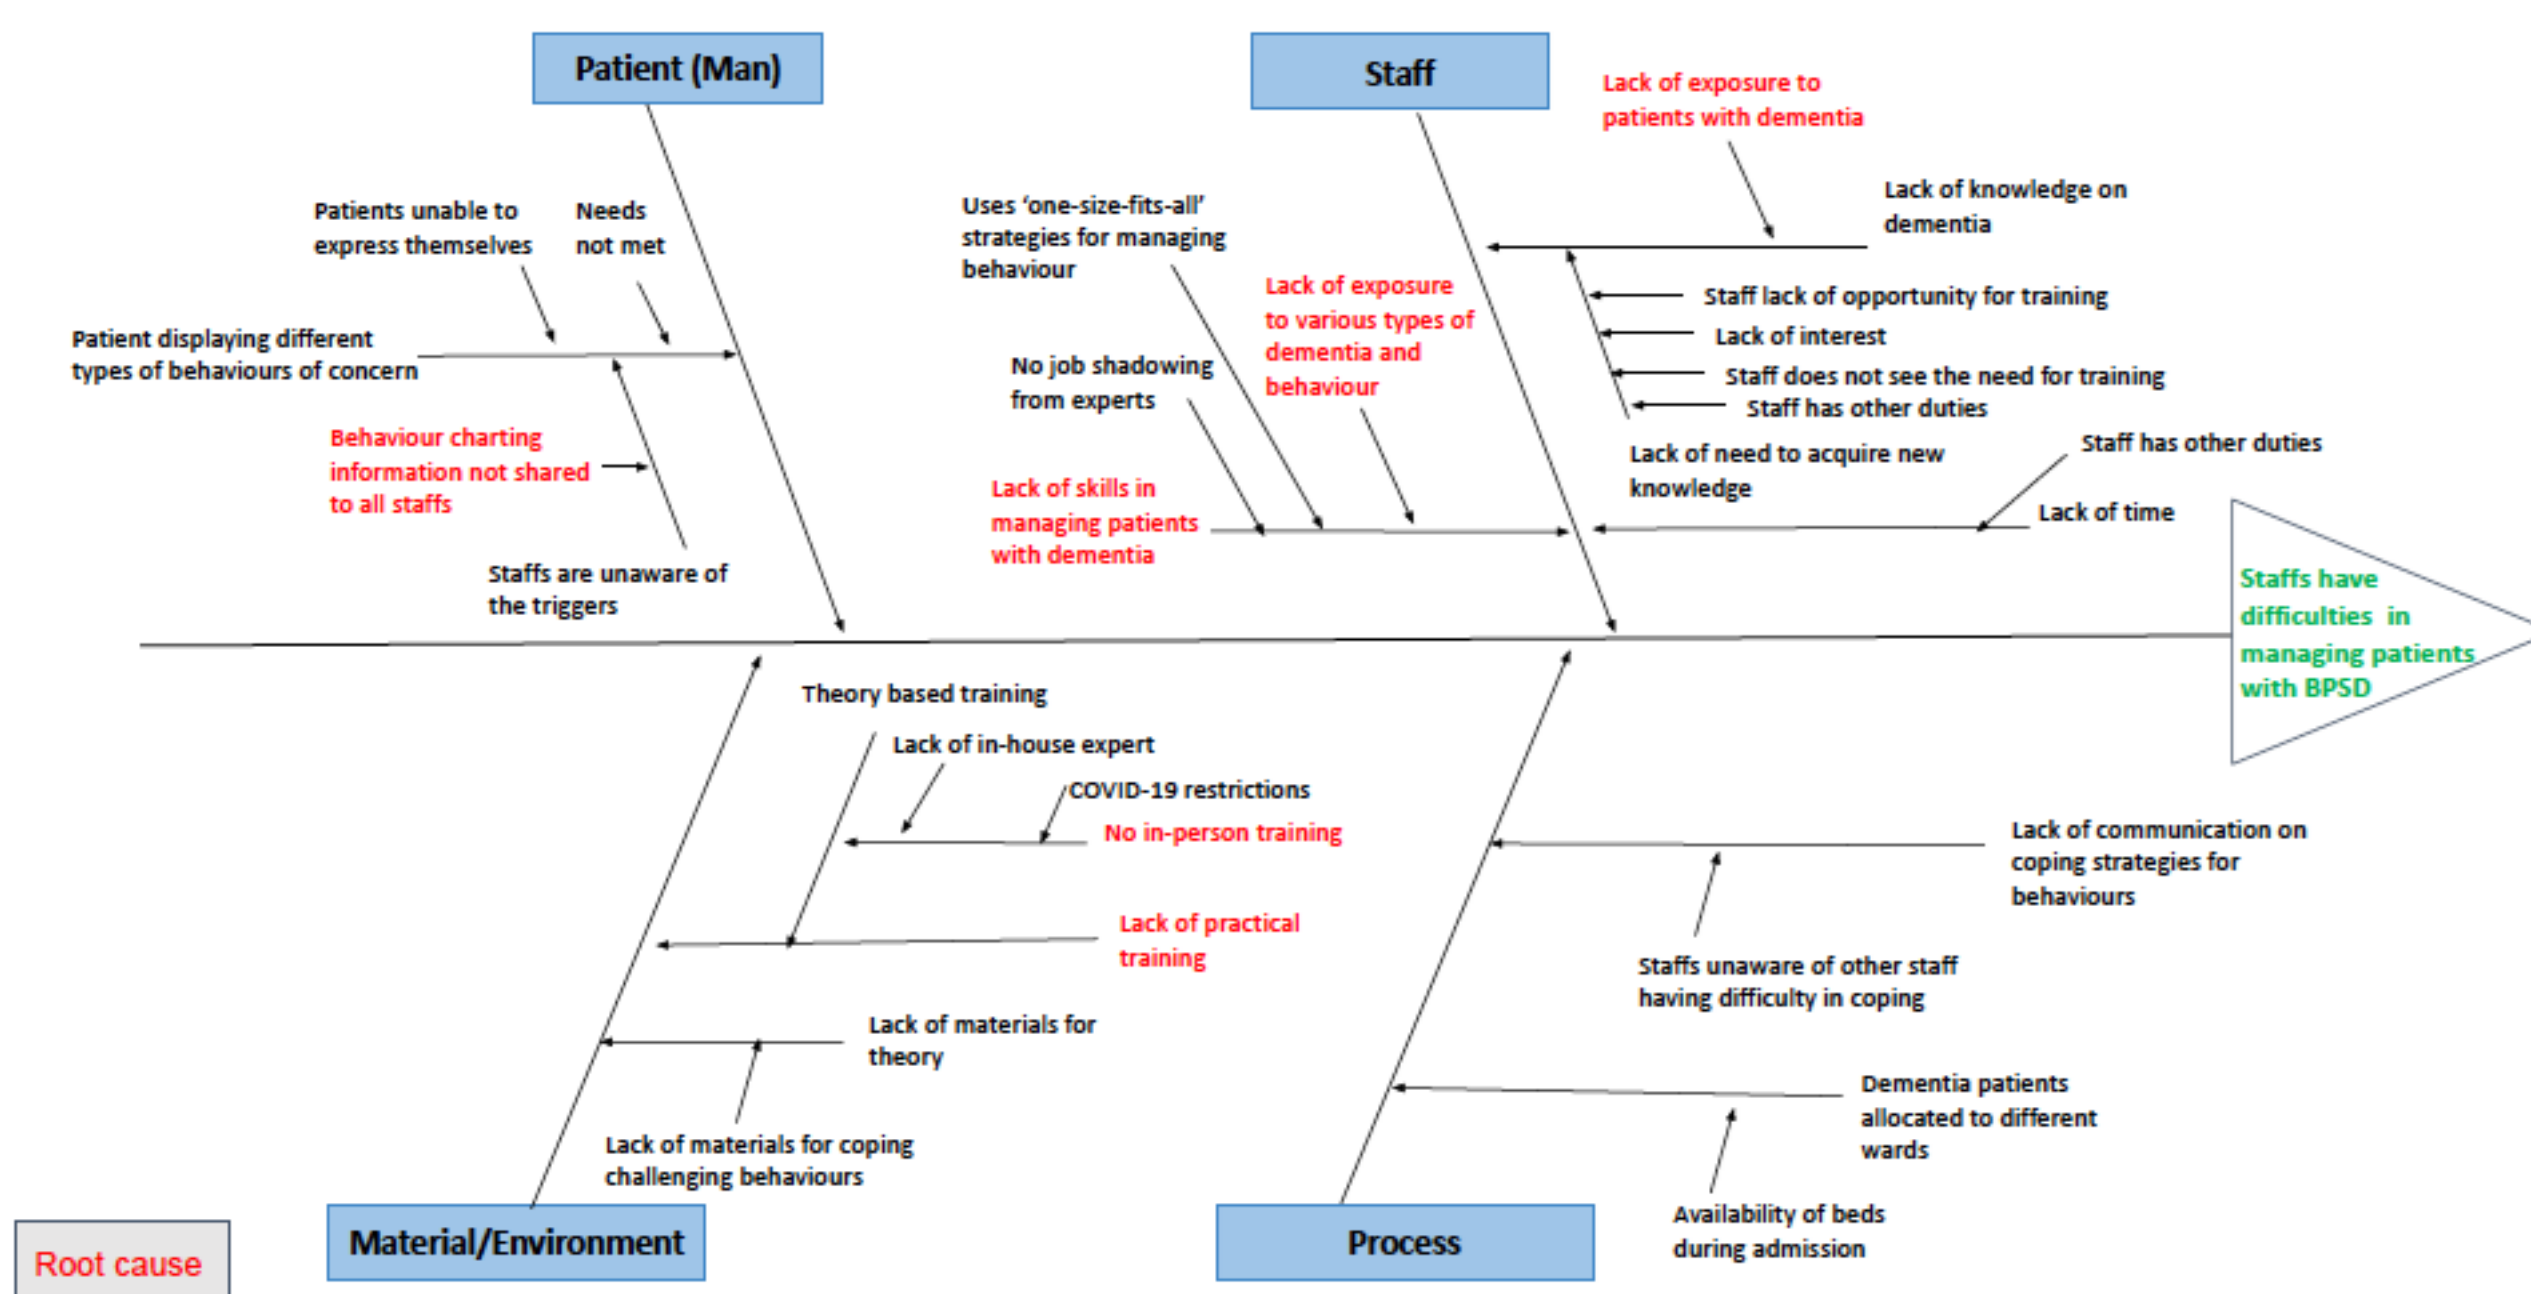 Patient (Man)
Staff
Lack of exposure to
patients with dementia
Patients unable to
express themselves
Needs
not met
Uses ‘one-size-fits-all’
strategies for managing
behaviour
Lack of knowledge on
dementia
Lack of exposure
to various types of
dementia and
behaviour
Staff lack of opportunity for training
Lack of interest
Staff does not see the need for training
Staff has other duties
Patient displaying different
types of behaviours of concern
No job shadowing
from experts
Behaviour charting
information not shared
to all staffs
Lack of need to acquire new
knowledge
Staff has other duties
Lack of time
Lack of skills in
managing patients
with dementia
Staffs are unaware of
the triggers
Staffs have
difficulties in
managing patients
with BPSD
Theory based training
Lack of in-house expert
COVID-19 restrictions
No in-person training
Lack of practical
training
Lack of materials for
theory
Lack of materials for coping
challenging behaviours
Lack of communication on
coping strategies for
behaviours
Staffs unaware of other staff
having difficulty in coping
Dementia patients
allocated to different
wards
Availability of beds
during admission
Root cause
Material/Environment
Process